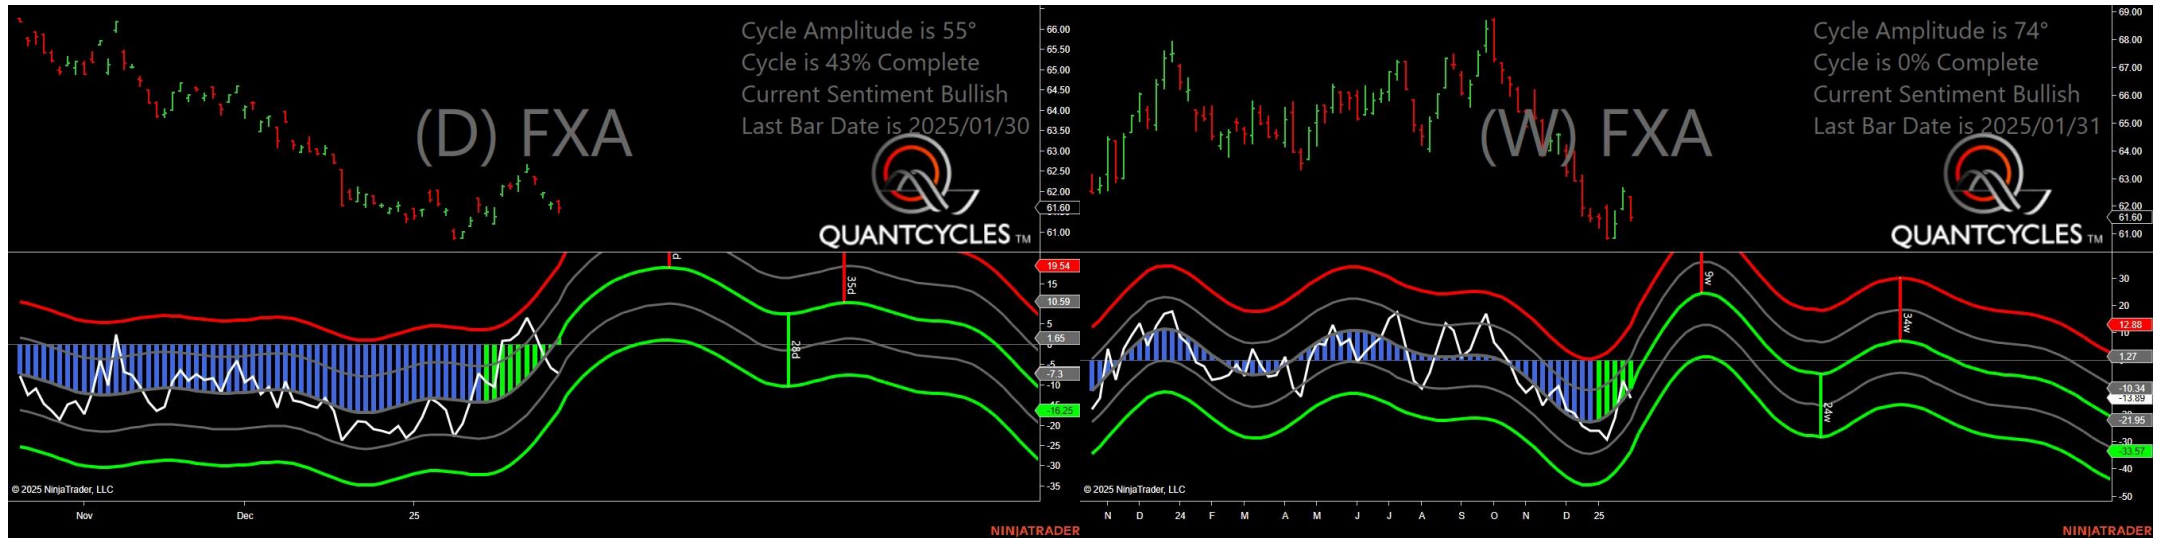 Cycle Amplitude is 55°
Cycle is 43% Complete
Current Sentiment Bullish
Last Bar Date is 2025/01/30
(D) FXA
QUANTCYCLES TM
66.00
65.00
64.50
64.00
63.50
63.00
62.50
62.00
61.60
61.00
35d
28d
19.54
15
10.59
5
1.65
-7.3
-10
-16.25
-20
-25
-30
-35
© 2025 NinjaTrader, LLC
Nov
Dec
25
NINJATRADER
Cycle Amplitude is 74°
Cycle is 0% Complete
Current Sentiment Bullish
Last Bar Date is 2025/01/31
(W) FXA
QUANTCYCLES TM
69.00
68.00
67.00
66.00
65.00
64.00
63.00
62.00
61.60
61.00
9w
34w
24w
30
20
12.88
1.27
-10.34
-13.89
-21.95
-30
-33.57
-40
-50
© 2025 NinjaTrader, LLC
N D 24 F M A M J J A S O N D 25
NINJATRADER